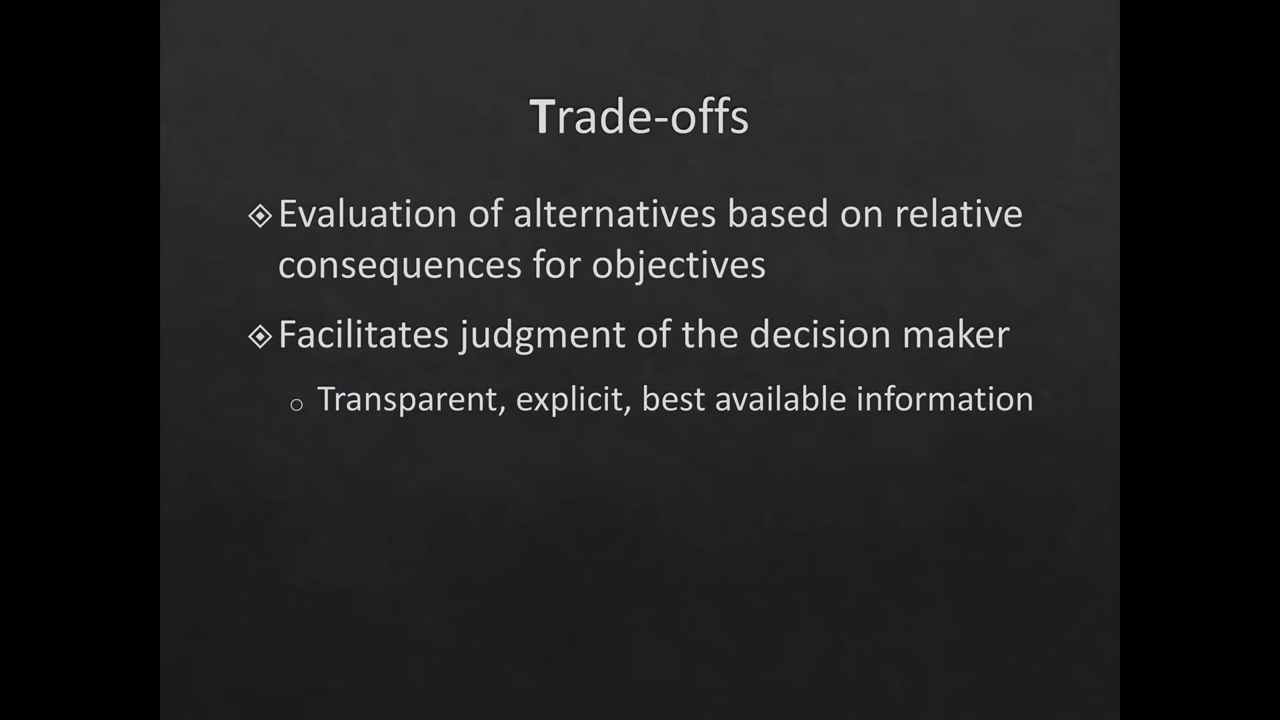 Trade-offs
Evaluation of alternatives based on relative
consequences for objectives
Facilitates judgment of the decision maker
Transparent, explicit, best available information